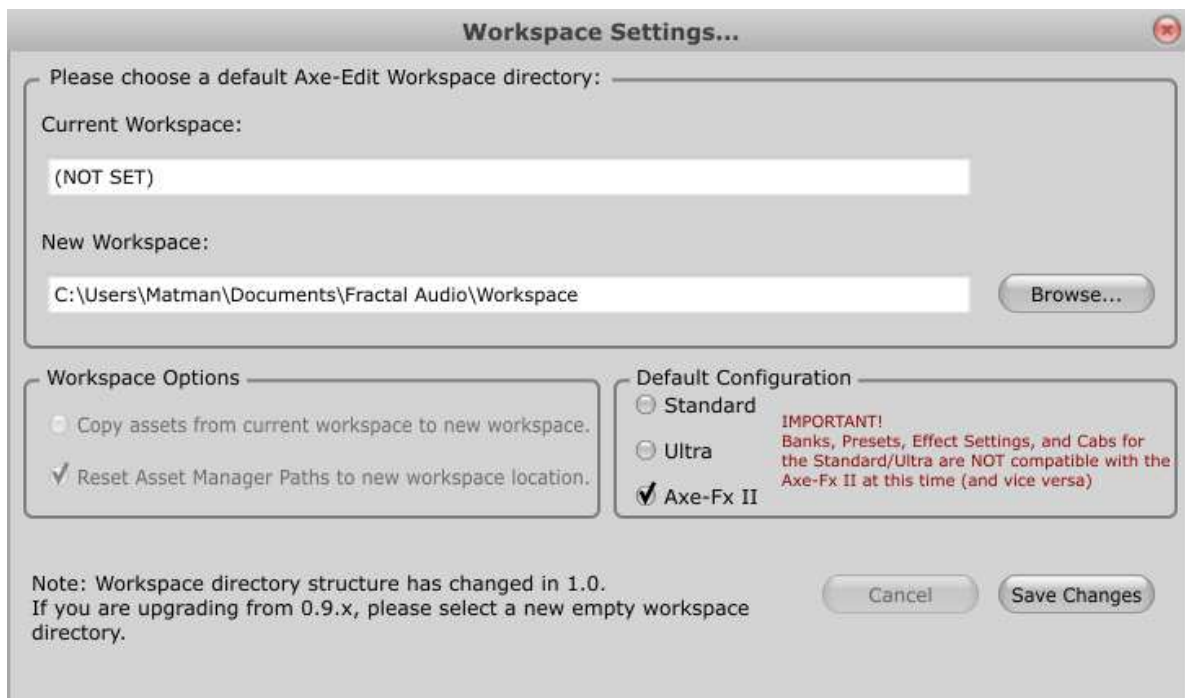 Workspace Settings...
Please choose a default Axe-Edit Workspace directory:
Current Workspace:
(NOT SET)
New Workspace:
C:\Users\Matman\Documents\Fractal Audio\Workspace
Browse...
Workspace Options
Copy assets from current workspace to new workspace.
Reset Asset Manager Paths to new workspace location.
Default Configuration
Standard
Ultra
Axe-Fx II
IMPORTANT!
Banks, Presets, Effect Settings, and Cabs for
the Standard/Ultra are NOT compatible with the
Axe-Fx II at this time (and vice versa)
Note: Workspace directory structure has changed in 1.0.
If you are upgrading from 0.9.x, please select a new empty workspace
directory.
Cancel
Save Changes